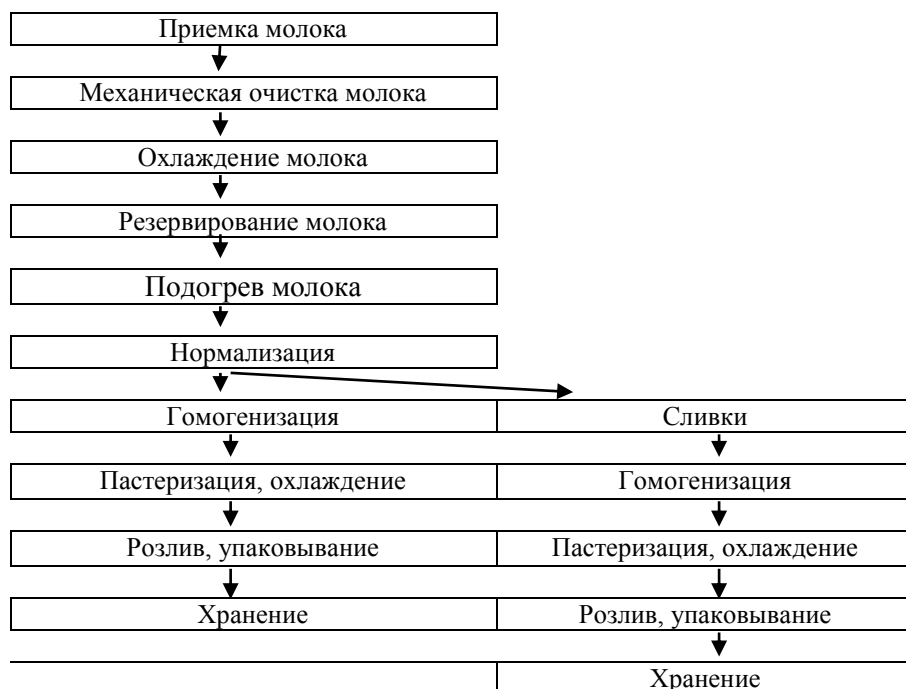 Приемка молока
Механическая очистка молока
Охлаждение молока
Резервирование молока
Подогрев молока
Нормализация
Гомогенизация
Сливки
Пастеризация, охлаждение
Гомогенизация
Розлив, упаковывание
Пастеризация, охлаждение
Хранение
Розлив, упаковывание
Хранение